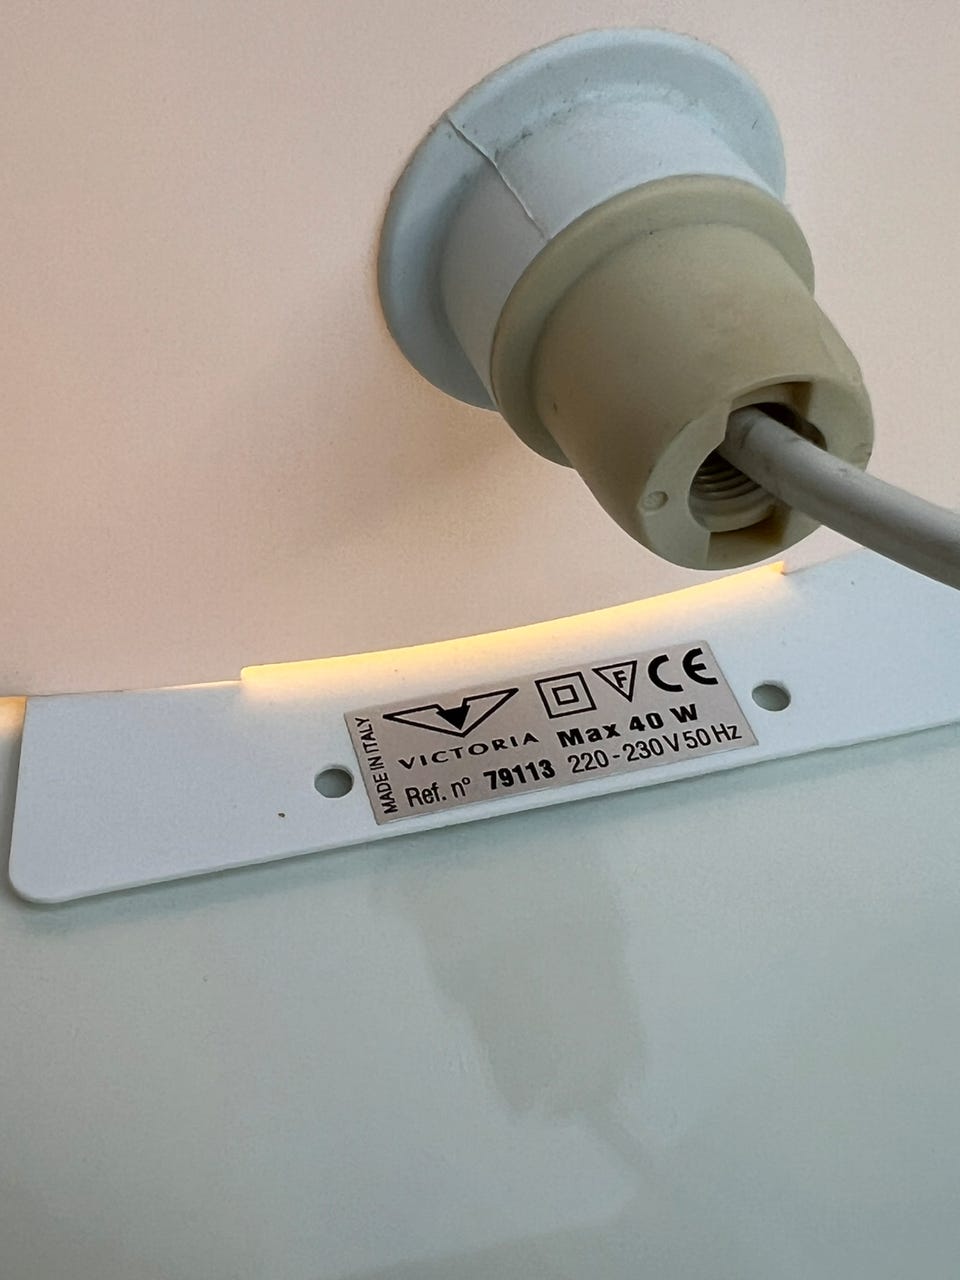 MADE IN ITALY
VICTORIA
F CE
Max 40 W
Ref. n° 79113 220-230V 50 Hz